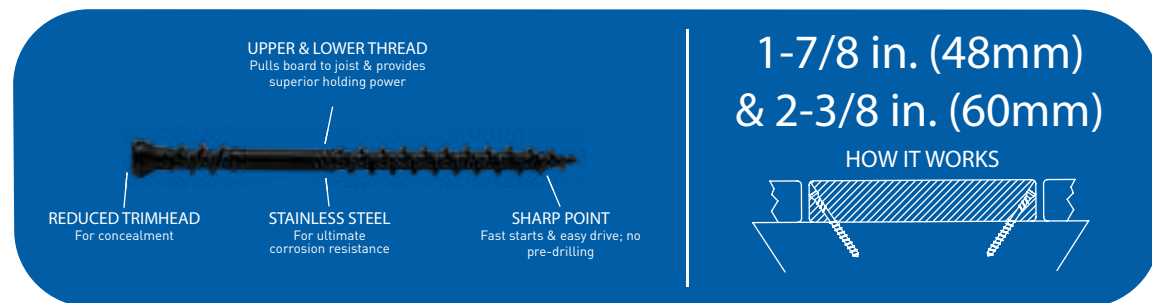 UPPER & LOWER THREAD
Pulls board to joist & provides
superior holding power
REDUCED TRIMHEAD
For concealment
STAINLESS STEEL
For ultimate
corrosion resistance
SHARP POINT
Fast starts & easy drive; no
pre-drilling
1-7/8 in. (48mm)
& 2-3/8 in. (60mm)
HOW IT WORKS